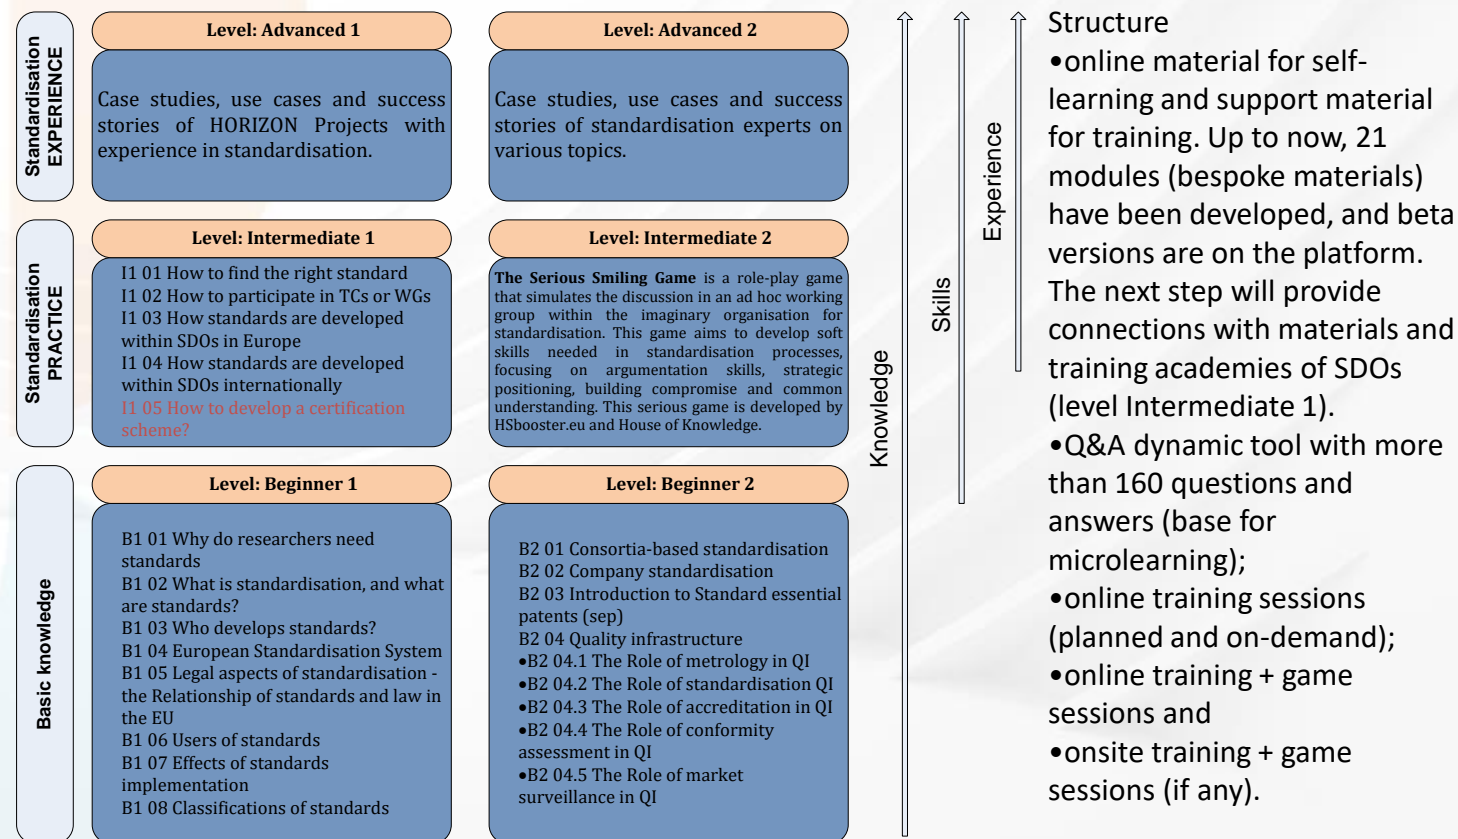 Standardisation
EXPERIENCE
Level: Advanced 1
Case studies, use cases and success
stories of HORIZON Projects with
experience in standardisation.
Level: Advanced 2
Case studies, use cases and success
stories of standardisation experts on
various topics.
Standardisation
PRACTICE
Level: Intermediate 1
I1 01 How to find the right standard
I1 02 How to participate in TCs or WGs
I1 03 How standards are developed
within SDOs in Europe
I1 04 How standards are developed
within SDOs internationally
I1 05 How to develop a certification
scheme?
Level: Intermediate 2
The Serious Smiling Game is a role-play game
that simulates the discussion in an ad hoc working
group within the imaginary organisation for
standardisation. This game aims to develop soft
skills needed in standardisation processes,
focusing on argumentation skills, strategic
positioning, building compromise and common
understanding. This serious game is developed by
HSbooster.eu and House of Knowledge.
Basic knowledge
Level: Beginner 1
B1 01 Why do researchers need
standards
B1 02 What is standardisation, and what
are standards?
B1 03 Who develops standards?
B1 04 European Standardisation System
B1 05 Legal aspects of standardisation -
the Relationship of standards and law in
the EU
B1 06 Users of standards
B1 07 Effects of standards
implementation
B1 08 Classifications of standards
Level: Beginner 2
B2 01 Consortia-based standardisation
B2 02 Company standardisation
B2 03 Introduction to Standard essential
patents (sep)
B2 04 Quality infrastructure
•B2 04.1 The Role of metrology in QI
•B2 04.2 The Role of standardisation QI
•B2 04.3 The Role of accreditation in QI
•B2 04.4 The Role of conformity
assessment in QI
•B2 04.5 The Role of market
surveillance in QI
Knowledge
Skills
Experience
Structure
•online material for self-
learning and support material
for training. Up to now, 21
modules (bespoke materials)
have been developed, and beta
versions are on the platform.
The next step will provide
connections with materials and
training academies of SDOs
(level Intermediate 1).
•Q&A dynamic tool with more
than 160 questions and
answers (base for
microlearning);
•online training sessions
(planned and on-demand);
•online training + game
sessions and
•onsite training + game
sessions (if any).